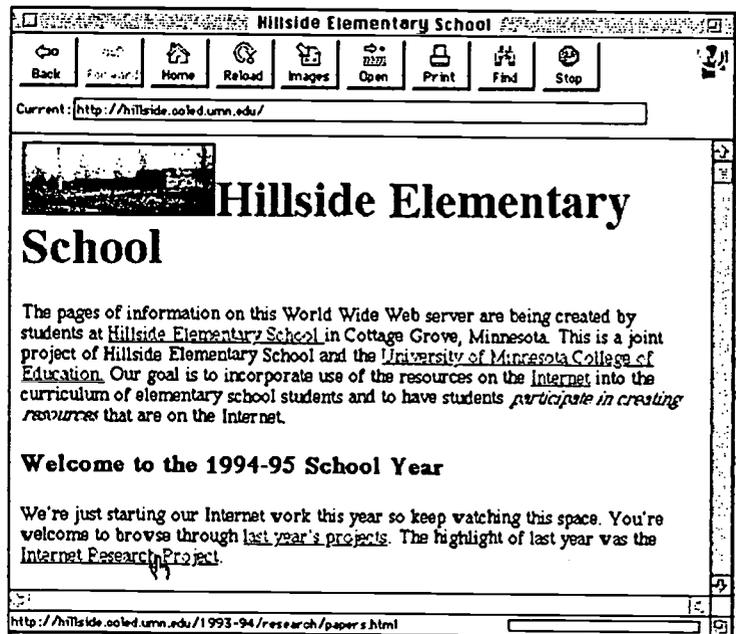 Hillside Elementary School
Back Forward Home Reload Images Open Print Find Stop
Current: http://hillside.coled.umn.edu/
Hillside Elementary
School
The pages of information on this World Wide Web server are being created by
students at Hillside Elementary School in Cottage Grove, Minnesota. This is a joint
project of Hillside Elementary School and the University of Minnesota College of
Education. Our goal is to incorporate use of the resources on the Internet into the
curriculum of elementary school students and to have students participate in creating
resources that are on the Internet.
Welcome to the 1994-95 School Year
We're just starting our Internet work this year so keep watching this space. You're
welcome to browse through last year's projects. The highlight of last year was the
Internet Research Project.
http://hillside.coled.umn.edu/1993-94/research/papers.html